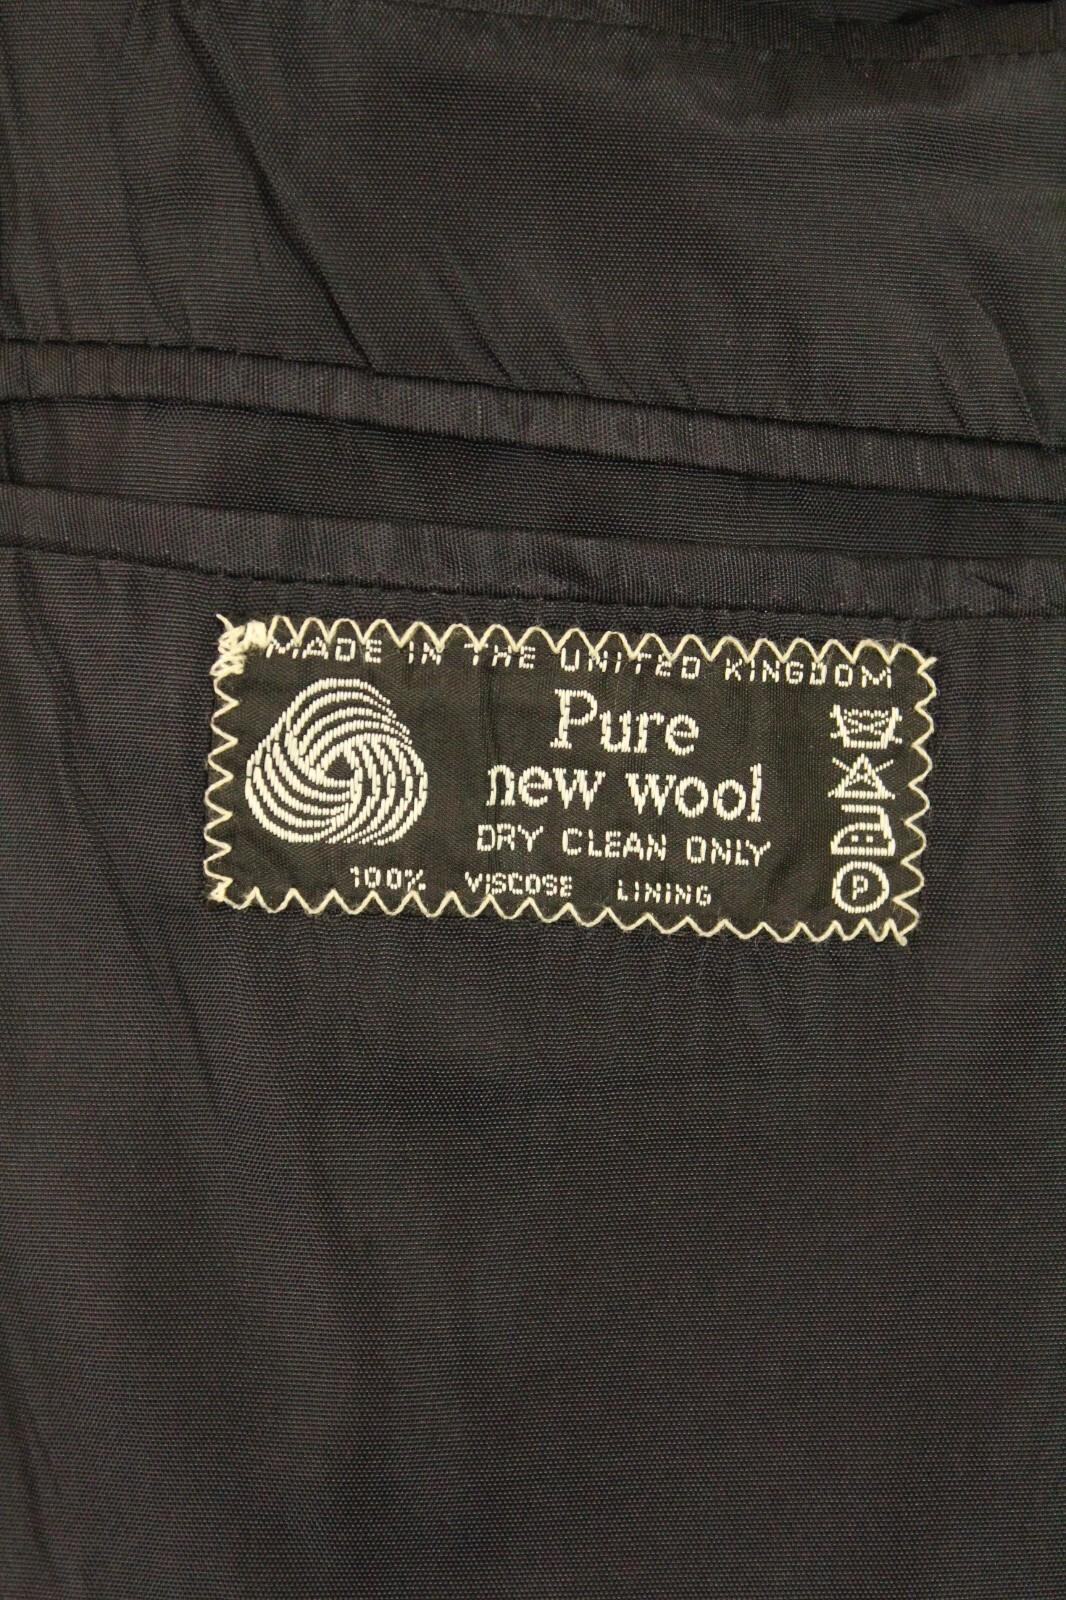 MADE IN THE UNITED KINGDOM
Pure
new wool
DRY CLEAN ONLY
100% VISCOSE LINING
P